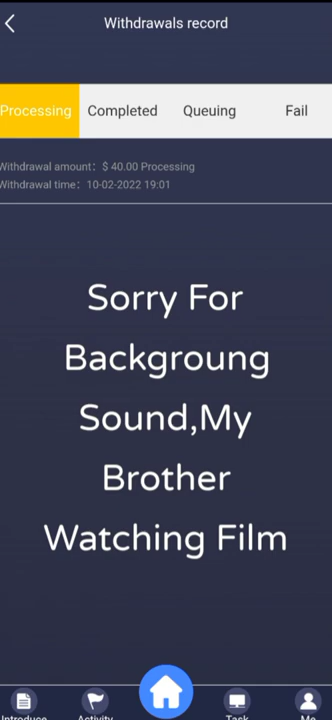 Withdrawals record
Processing Completed Queuing Fail
Withdrawal amount: $ 40.00 Processing
Withdrawal time: 10-02-2022 19:01
Sorry For
Backgroung
Sound,My
Brother
Watching Film
Introduce Activity Task Me